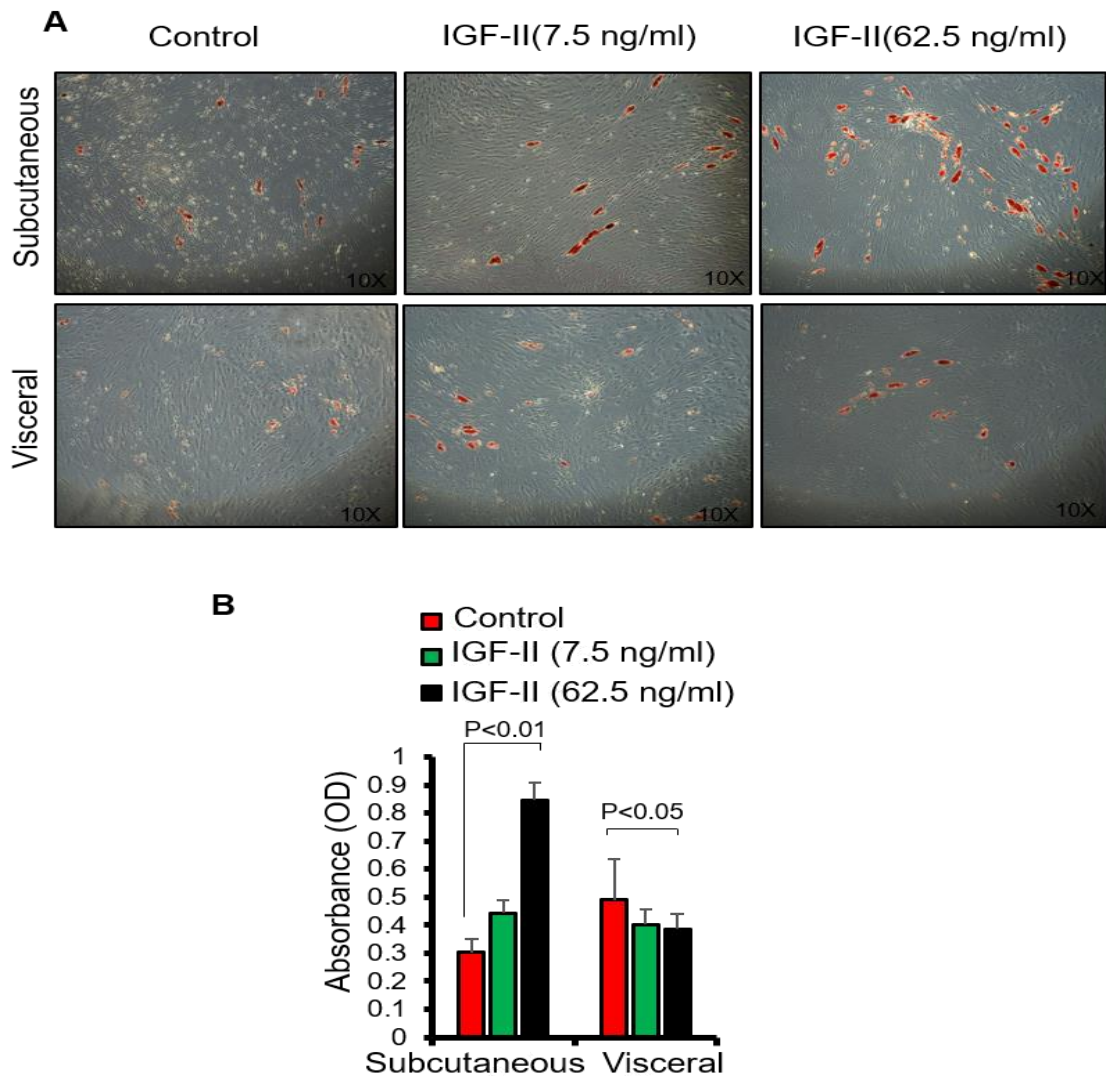 A
Control
IGF-II(7.5 ng/ml)
IGF-II(62.5 ng/ml)
Subcutaneous
10X
10X
10X
Visceral
10X
10X
10X
B
Control
IGF-II (7.5 ng/ml)
IGF-II (62.5 ng/ml)
P<0.01
P<0.05
Absorbance (OD)
1
0.9
0.8
0.7
0.6
0.5
0.4
0.3
0.2
0.1
0
Subcutaneous Visceral